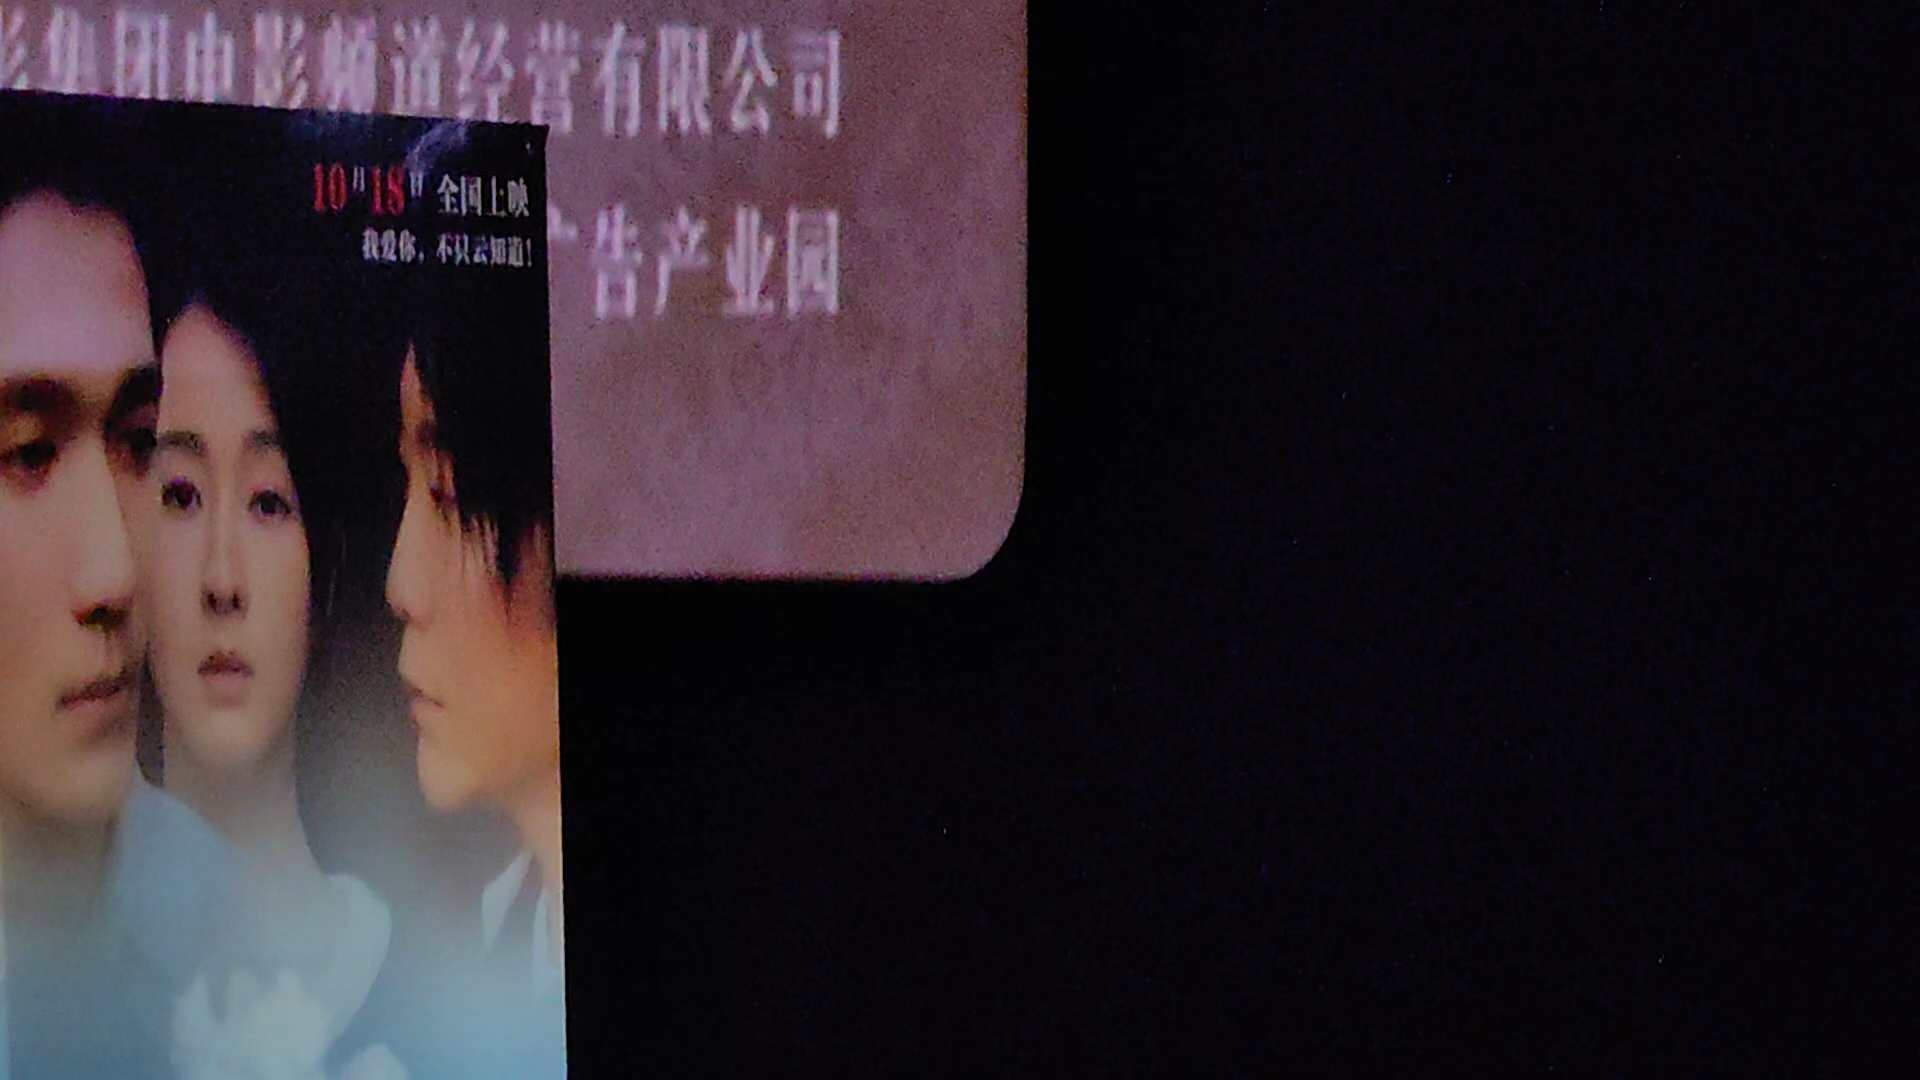 影集团电影频道经营有限公司
告产业园
10月18日 全国上映
我爱你，不只云知道！